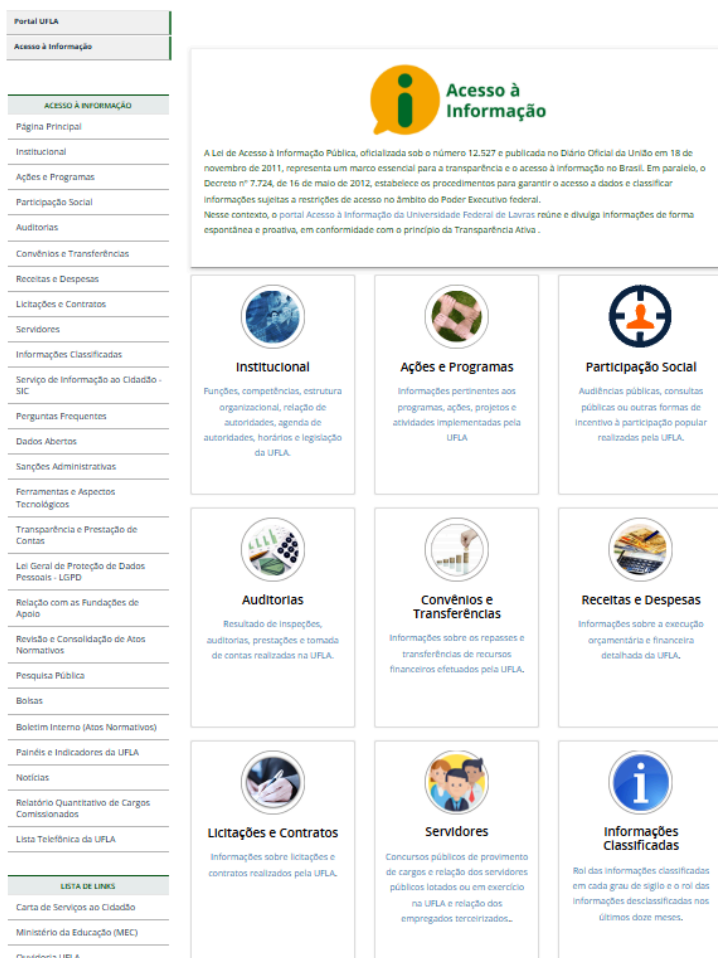 Portal UFLA
Acesso à Informação
ACESSO À INFORMAÇÃO
Página Principal
Institucional
Ações e Programas
Participação Social
Auditorias
Convênios e Transferências
Receitas e Despesas
Licitações e Contratos
Servidores
Informações Classificadas
Serviço de Informação ao Cidadão -
SIC
Perguntas Frequentes
Dados Abertos
Sanções Administrativas
Ferramentas e Aspectos
Tecnológicos
Transparência e Prestação de
Contas
Lei Geral de Proteção de Dados
Pessoais - LGPD
Relação com as Fundações de
Apoio
Revisão e Consolidação de Atos
Normativos
Pesquisa Pública
Bolsas
Boletim Interno (Atos Normativos)
Painéis e Indicadores da UFLA
Notícias
Relatório Quantitativo de Cargos
Comissionados
Lista Telefônica da UFLA
LISTA DE LINKS
Carta de Serviços ao Cidadão
Ministério da Educação (MEC)
Ouvidoria UFLA
Acesso à
Informação
A Lei de Acesso à Informação Pública, oficializada sob o número 12.527 e publicada no Diário Oficial da União em 18 de
novembro de 2011, representa um marco essencial para a transparência e o acesso à informação no Brasil. Em paralelo, o
Decreto nº 7.724, de 16 de maio de 2012, estabelece os procedimentos para garantir o acesso a dados e classificar
informações sujeitas a restrições de acesso no âmbito do Poder Executivo federal.
Nesse contexto, o portal Acesso à Informação da Universidade Federal de Lavras reúne e divulga informações de forma
espontânea e proativa, em conformidade com o princípio da Transparência Ativa .
Institucional
Funções, competências, estrutura
organizacional, relação de
autoridades, agenda de
autoridades, horários e legislação
da UFLA.
Ações e Programas
Informações pertinentes aos
programas, ações, projetos e
atividades implementadas pela
UFLA
Participação Social
Audiências públicas, consultas
públicas ou outras formas de
incentivo à participação popular
realizadas pela UFLA.
Auditorias
Resultado de inspeções,
auditorias, prestações e tomada
de contas realizadas na UFLA.
Convênios e
Transferências
Informações sobre os repasses e
transferências de recursos
financeiros efetuados pela UFLA.
Receitas e Despesas
Informações sobre a execução
orçamentária e financeira
detalhada da UFLA.
Licitações e Contratos
Informações sobre licitações e
contratos realizados pela UFLA.
Servidores
Concursos públicos de provimento
de cargos e relação dos servidores
públicos lotados ou em exercício
na UFLA e relação dos
empregados terceirizados..
Informações
Classificadas
Rol das informações classificadas
em cada grau de sigilo e o rol das
informações desclassificadas nos
últimos doze meses.